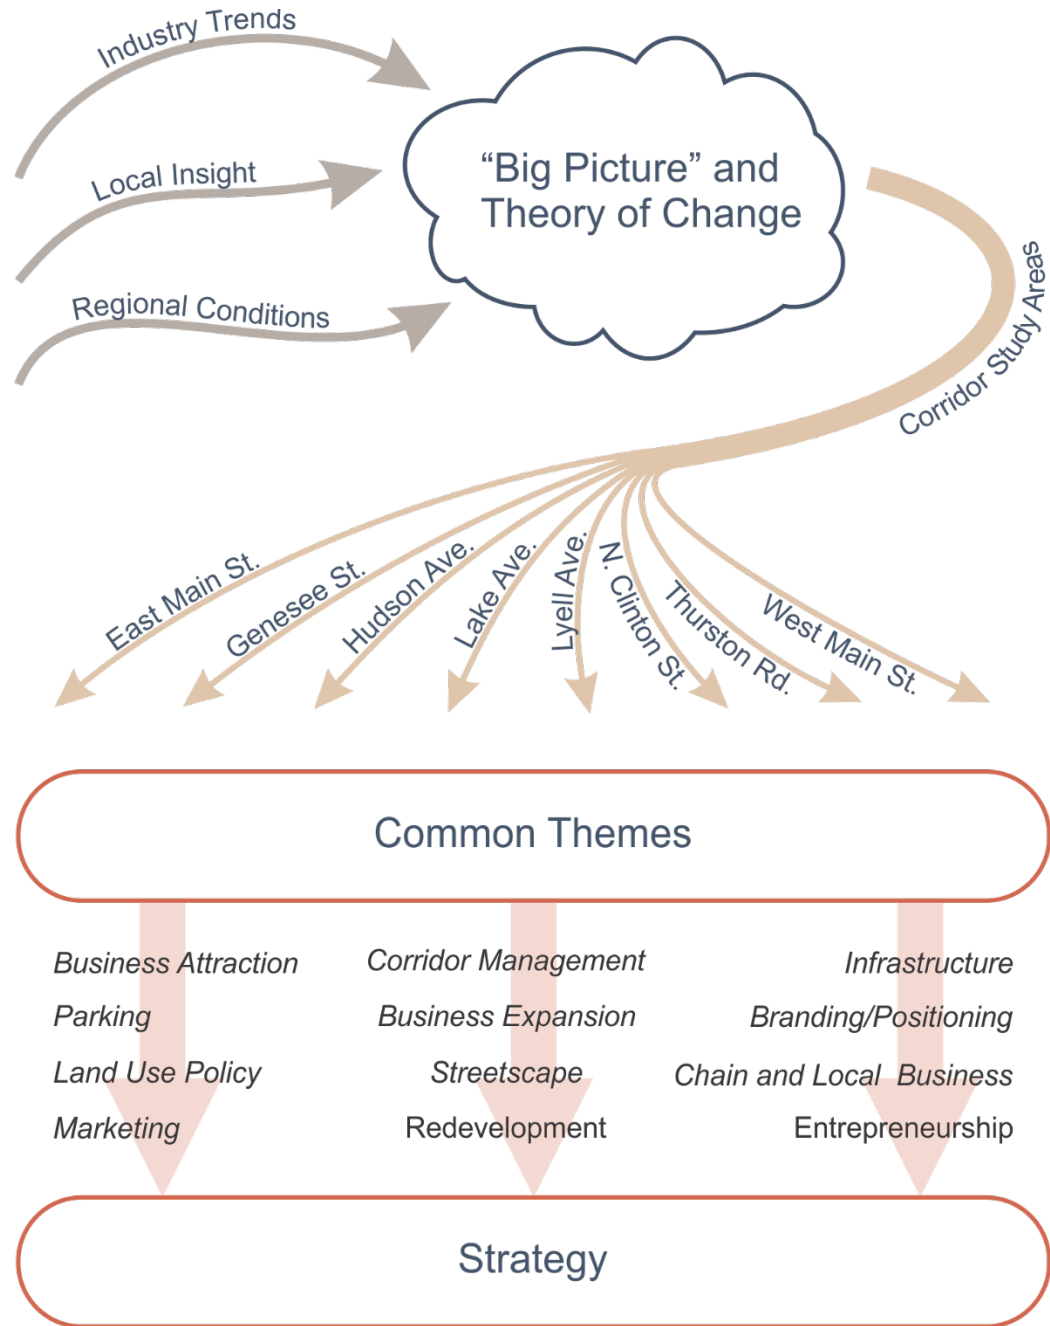 Industry Trends
Local Insight
Regional Conditions
“Big Picture” and
Theory of Change
Corridor Study Areas
East Main St.
Genesee St.
Hudson Ave.
Lake Ave.
Lyell Ave.
N. Clinton St.
Thurston Rd.
West Main St.
Common Themes
Business Attraction
Parking
Land Use Policy
Marketing
Corridor Management
Business Expansion
Streetscape
Redevelopment
Infrastructure
Branding/Positioning
Chain and Local Business
Entrepreneurship
Strategy